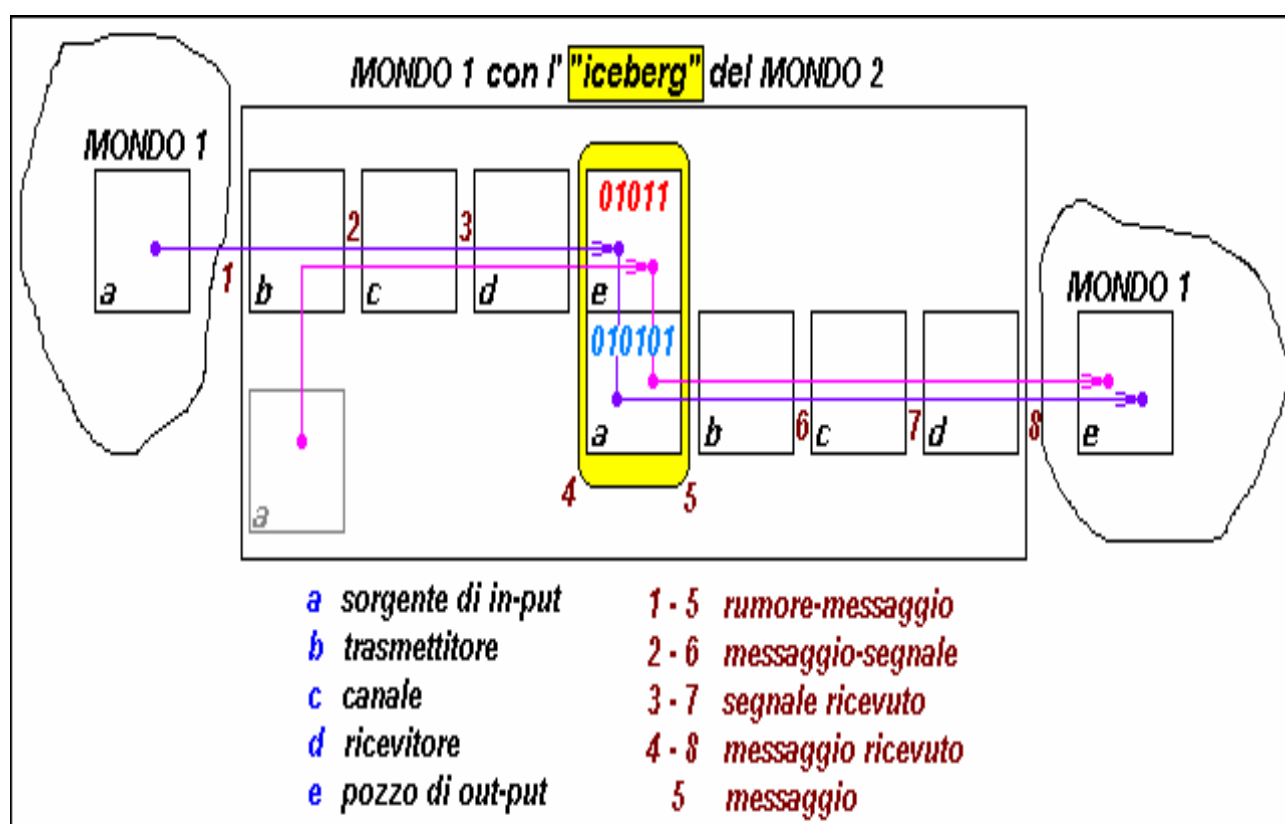 MONDO 1 con l' "iceberg" del MONDO 2
MONDO 1
01011
2
3
1
a
b
c
d
e
MONDO 1
010101
a
b
6
c
7
d
8
e
4
5
a
a sorgente di in-put
b trasmettitore
c canale
d ricevitore
e pozzo di out-put
1 - 5 rumore-messaggio
2 - 6 messaggio-segnale
3 - 7 segnale ricevuto
4 - 8 messaggio ricevuto
5 messaggio